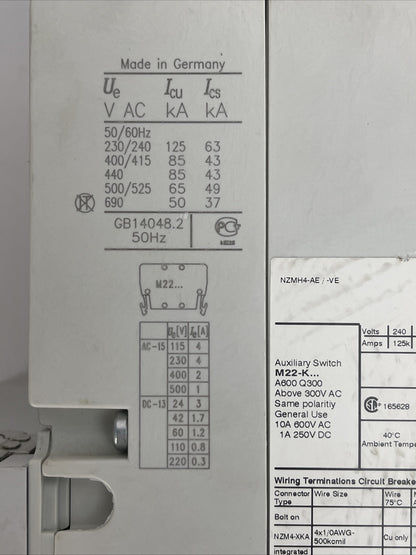 Made in Germany
Ue Icu Ics
V AC kA kA
50/60Hz
230/240 125 63
400/415 85 43
440 85 43
500/525 65 49
690 50 37
GB14048.2
50Hz
PC
M22...
Ue[V] Ie[A]
AC-15 115 4
230 4
400 2
500 1
DC-13 24 3
42 1.7
60 1.2
110 0.8
220 0.3
NZMH4-AE / -VE
Volts 240
Amps 125k
Auxiliary Switch
M22-K...
A600 Q300
Above 300V AC
Same polaritiy
General Use
10A 600V AC
1A 250V DC
165628
40°C
Ambient Tempe
Wiring Terminations Circuit Breake
Connector Type Wire Size Wire 75°C
Bolt on
NZM4-XKA 4x1/0AWG-500kcmil Cu only
integrated